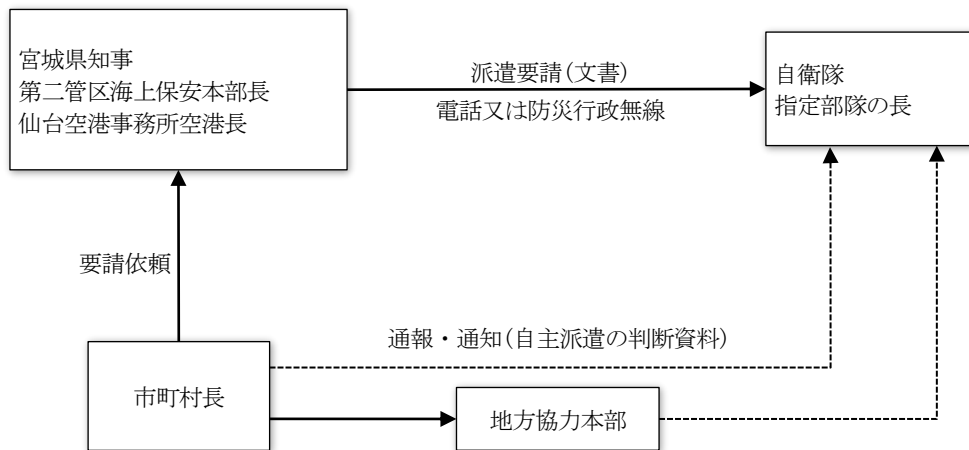 宮城県知事
第二管区海上保安本部長
仙台空港事務所空港長
派遣要請(文書)
電話又は防災行政無線
自衛隊
指定部隊の長
要請依頼
通報・通知(自主派遣の判断資料)
市町村長
地方協力本部